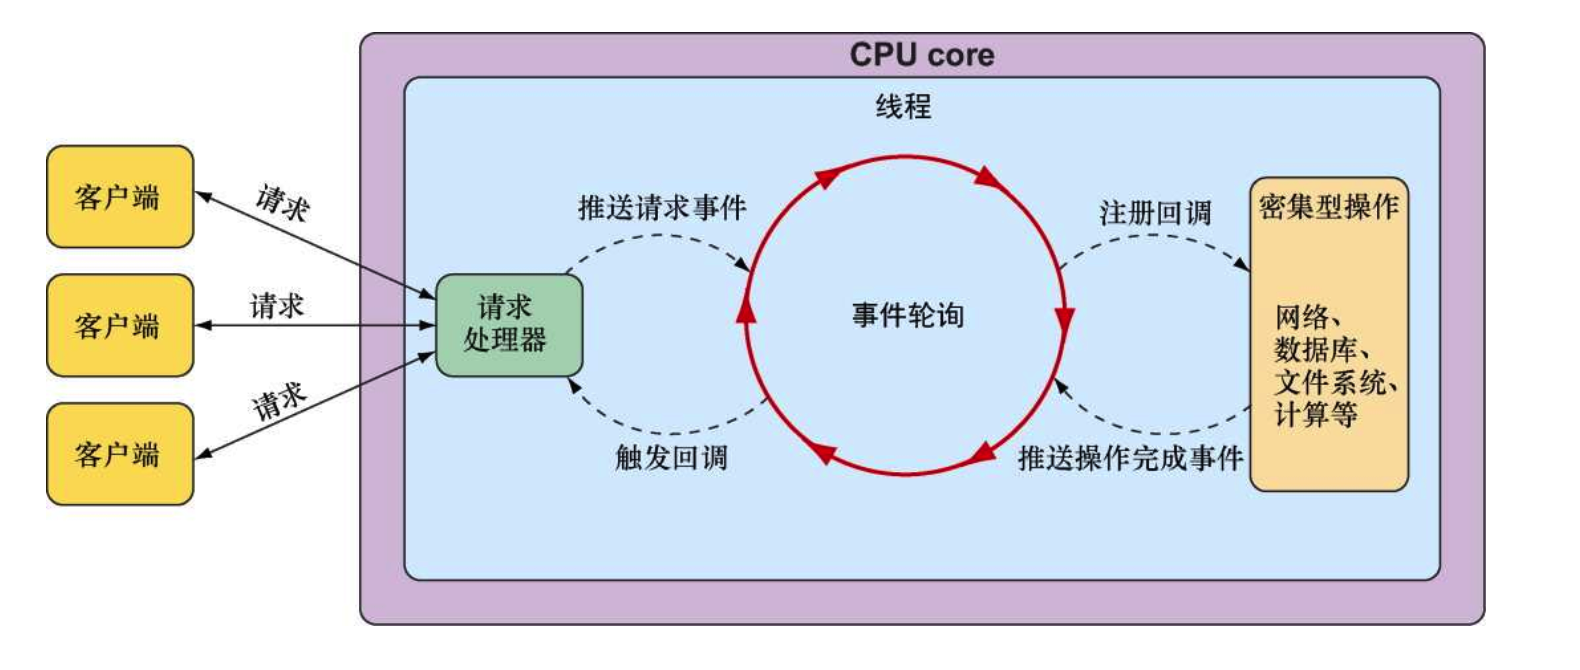 CPU core
线程
客户端
请求
推送请求事件
注册回调
密集型操作
客户端
请求
请求
处理器
事件轮询
网络、
数据库、
文件系统、
计算等
客户端
请求
触发回调
推送操作完成事件